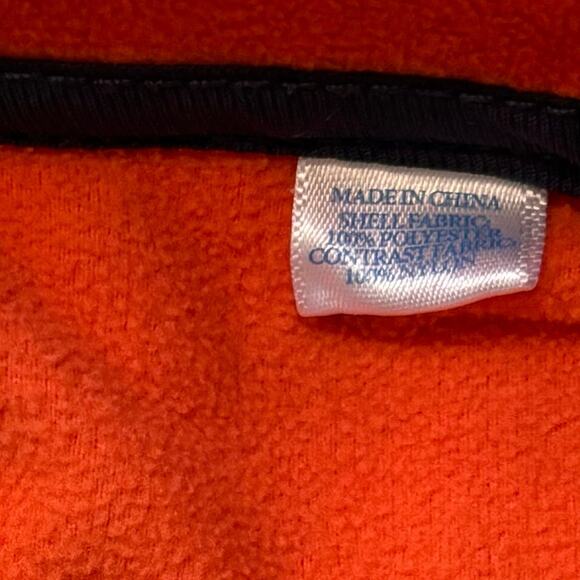 MADE IN CHINA
SHELL FABRIC:
100% POLYESTER
CONTRAST FABRIC:
100% NYLON